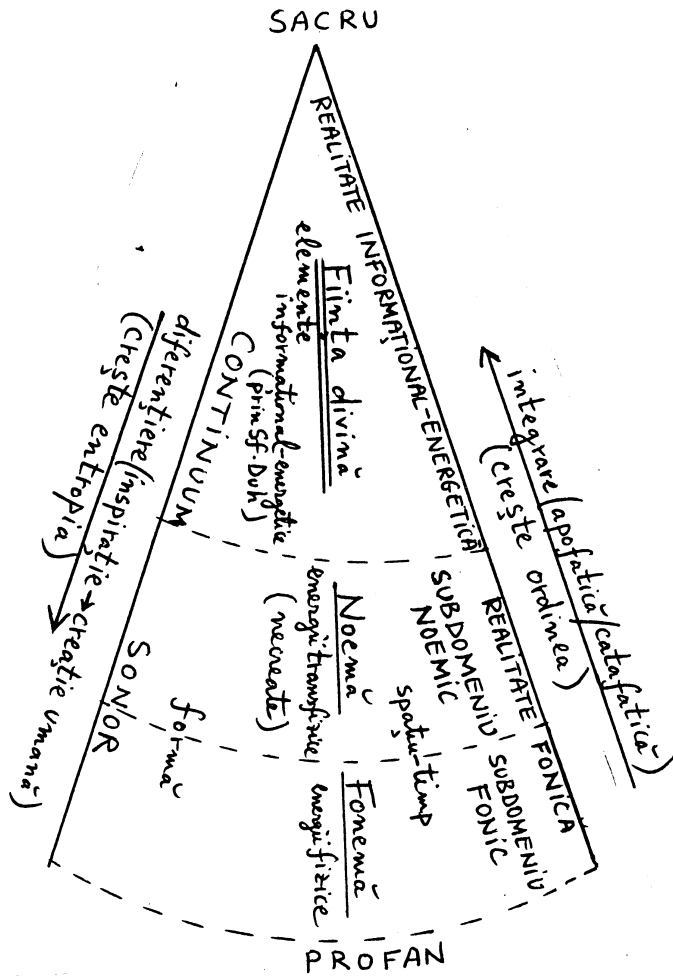 SACRU
REALITATE INFORMAȚIONAL-ENERGETICĂ
Ființa divină
elemente
informațional-energetice
(prin Sf. Duh)
CONTINUUM
diferențiere (inspirație → creație umană)
(crește entropia)
integrare (apofatică/catafatică)
(crește ordinea)
REALITATE FONICA
SUBDOMENIU
NOEMIC
Noemă
energii transfizice
(necreate)
SONOR
spațiu-timp
formă
SUBDOMENIU
FONIC
Fonemă
energii fizice
PROFAN